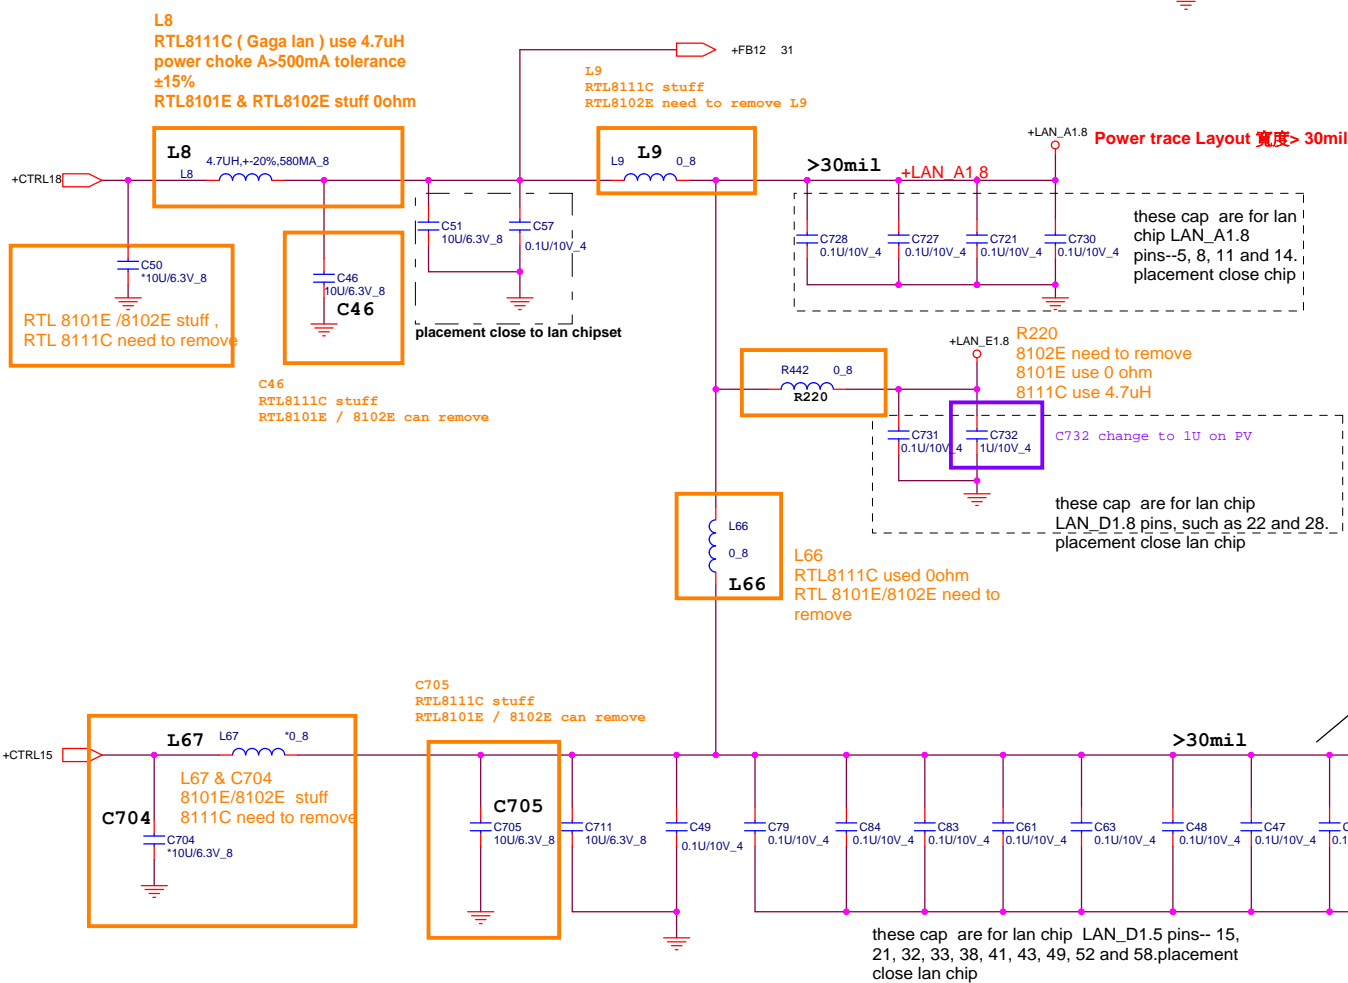 L8
RTL8111C ( Gaga lan ) use 4.7uH
power choke A>500mA tolerance
±15%
RTL8101E & RTL8102E stuff 0ohm
+FB12 31
L9
RTL8111C stuff
RTL8102E need to remove L9
+LAN_A1.8
Power trace Layout 寬度> 30mil
L8
4.7UH,+-20%,580MA_8
L8
+CTRL18
L9
L9 0_8
>30mil
+LAN_A1.8
C51
10U/6.3V_8
C57
0.1U/10V_4
C728
0.1U/10V_4
C727
0.1U/10V_4
C721
0.1U/10V_4
C730
0.1U/10V_4
these cap are for lan
chip LAN_A1.8
pins--5, 8, 11 and 14.
placement close chip
C50
*10U/6.3V_8
RTL 8101E /8102E stuff ,
RTL 8111C need to remove
C46
10U/6.3V_8
C46
placement close to lan chipset
C46
RTL8111C stuff
RTL8101E / 8102E can remove
+LAN_E1.8
R220
8102E need to remove
8101E use 0 ohm
8111C use 4.7uH
R442 0_8
R220
C731
0.1U/10V_4
C732
1U/10V_4
C732 change to 1U on PV
these cap are for lan chip
LAN_D1.8 pins, such as 22 and 28.
placement close lan chip
L66
0_8
L66
L66
RTL8111C used 0ohm
RTL 8101E/8102E need to
remove
C705
RTL8111C stuff
RTL8101E / 8102E can remove
+CTRL15
L67
L67 *0_8
L67 & C704
8101E/8102E stuff
8111C need to remove
C704
C704
*10U/6.3V_8
C705
C705
10U/6.3V_8
C711
10U/6.3V_8
C49
0.1U/10V_4
>30mil
C79
0.1U/10V_4
C84
0.1U/10V_4
C83
0.1U/10V_4
C61
0.1U/10V_4
C63
0.1U/10V_4
C48
0.1U/10V_4
C47
0.1U/10V_4
these cap are for lan chip LAN_D1.5 pins-- 15,
21, 32, 33, 38, 41, 43, 49, 52 and 58.placement
close lan chip